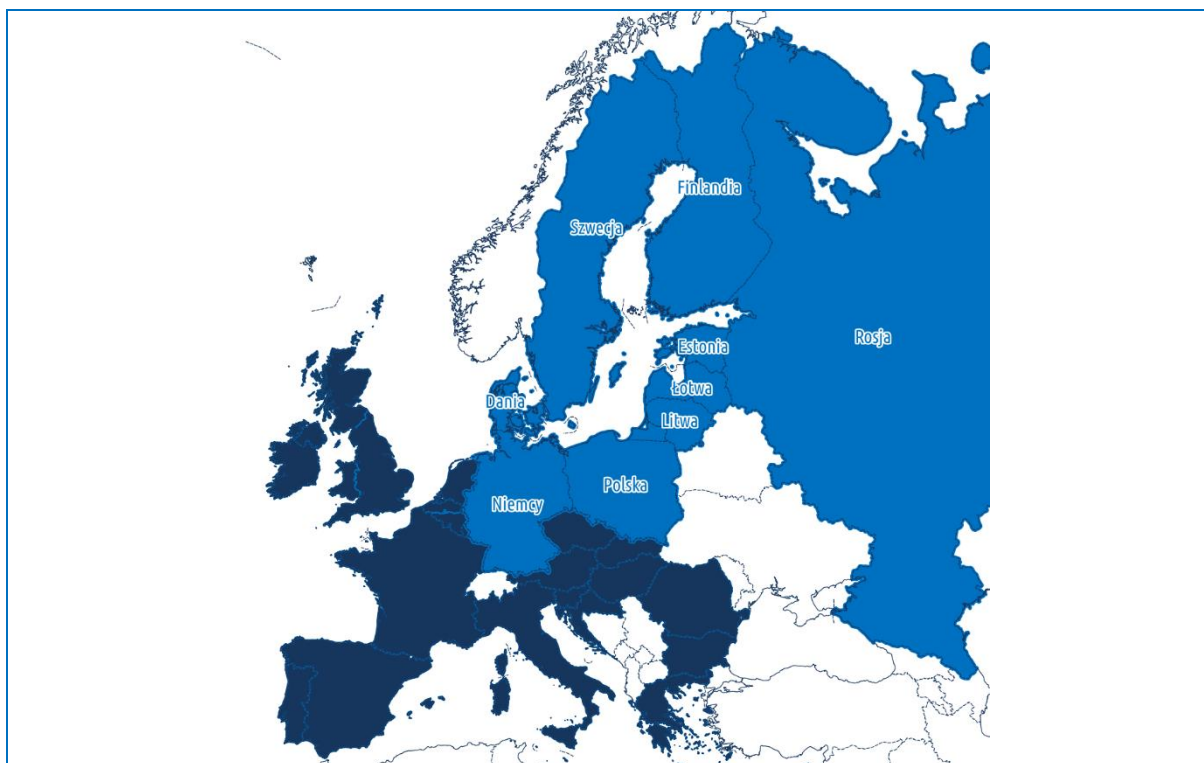 Finlandia
Szwecja
Rosja
Estonia
Łotwa
Dania
Litwa
Polska
Niemcy